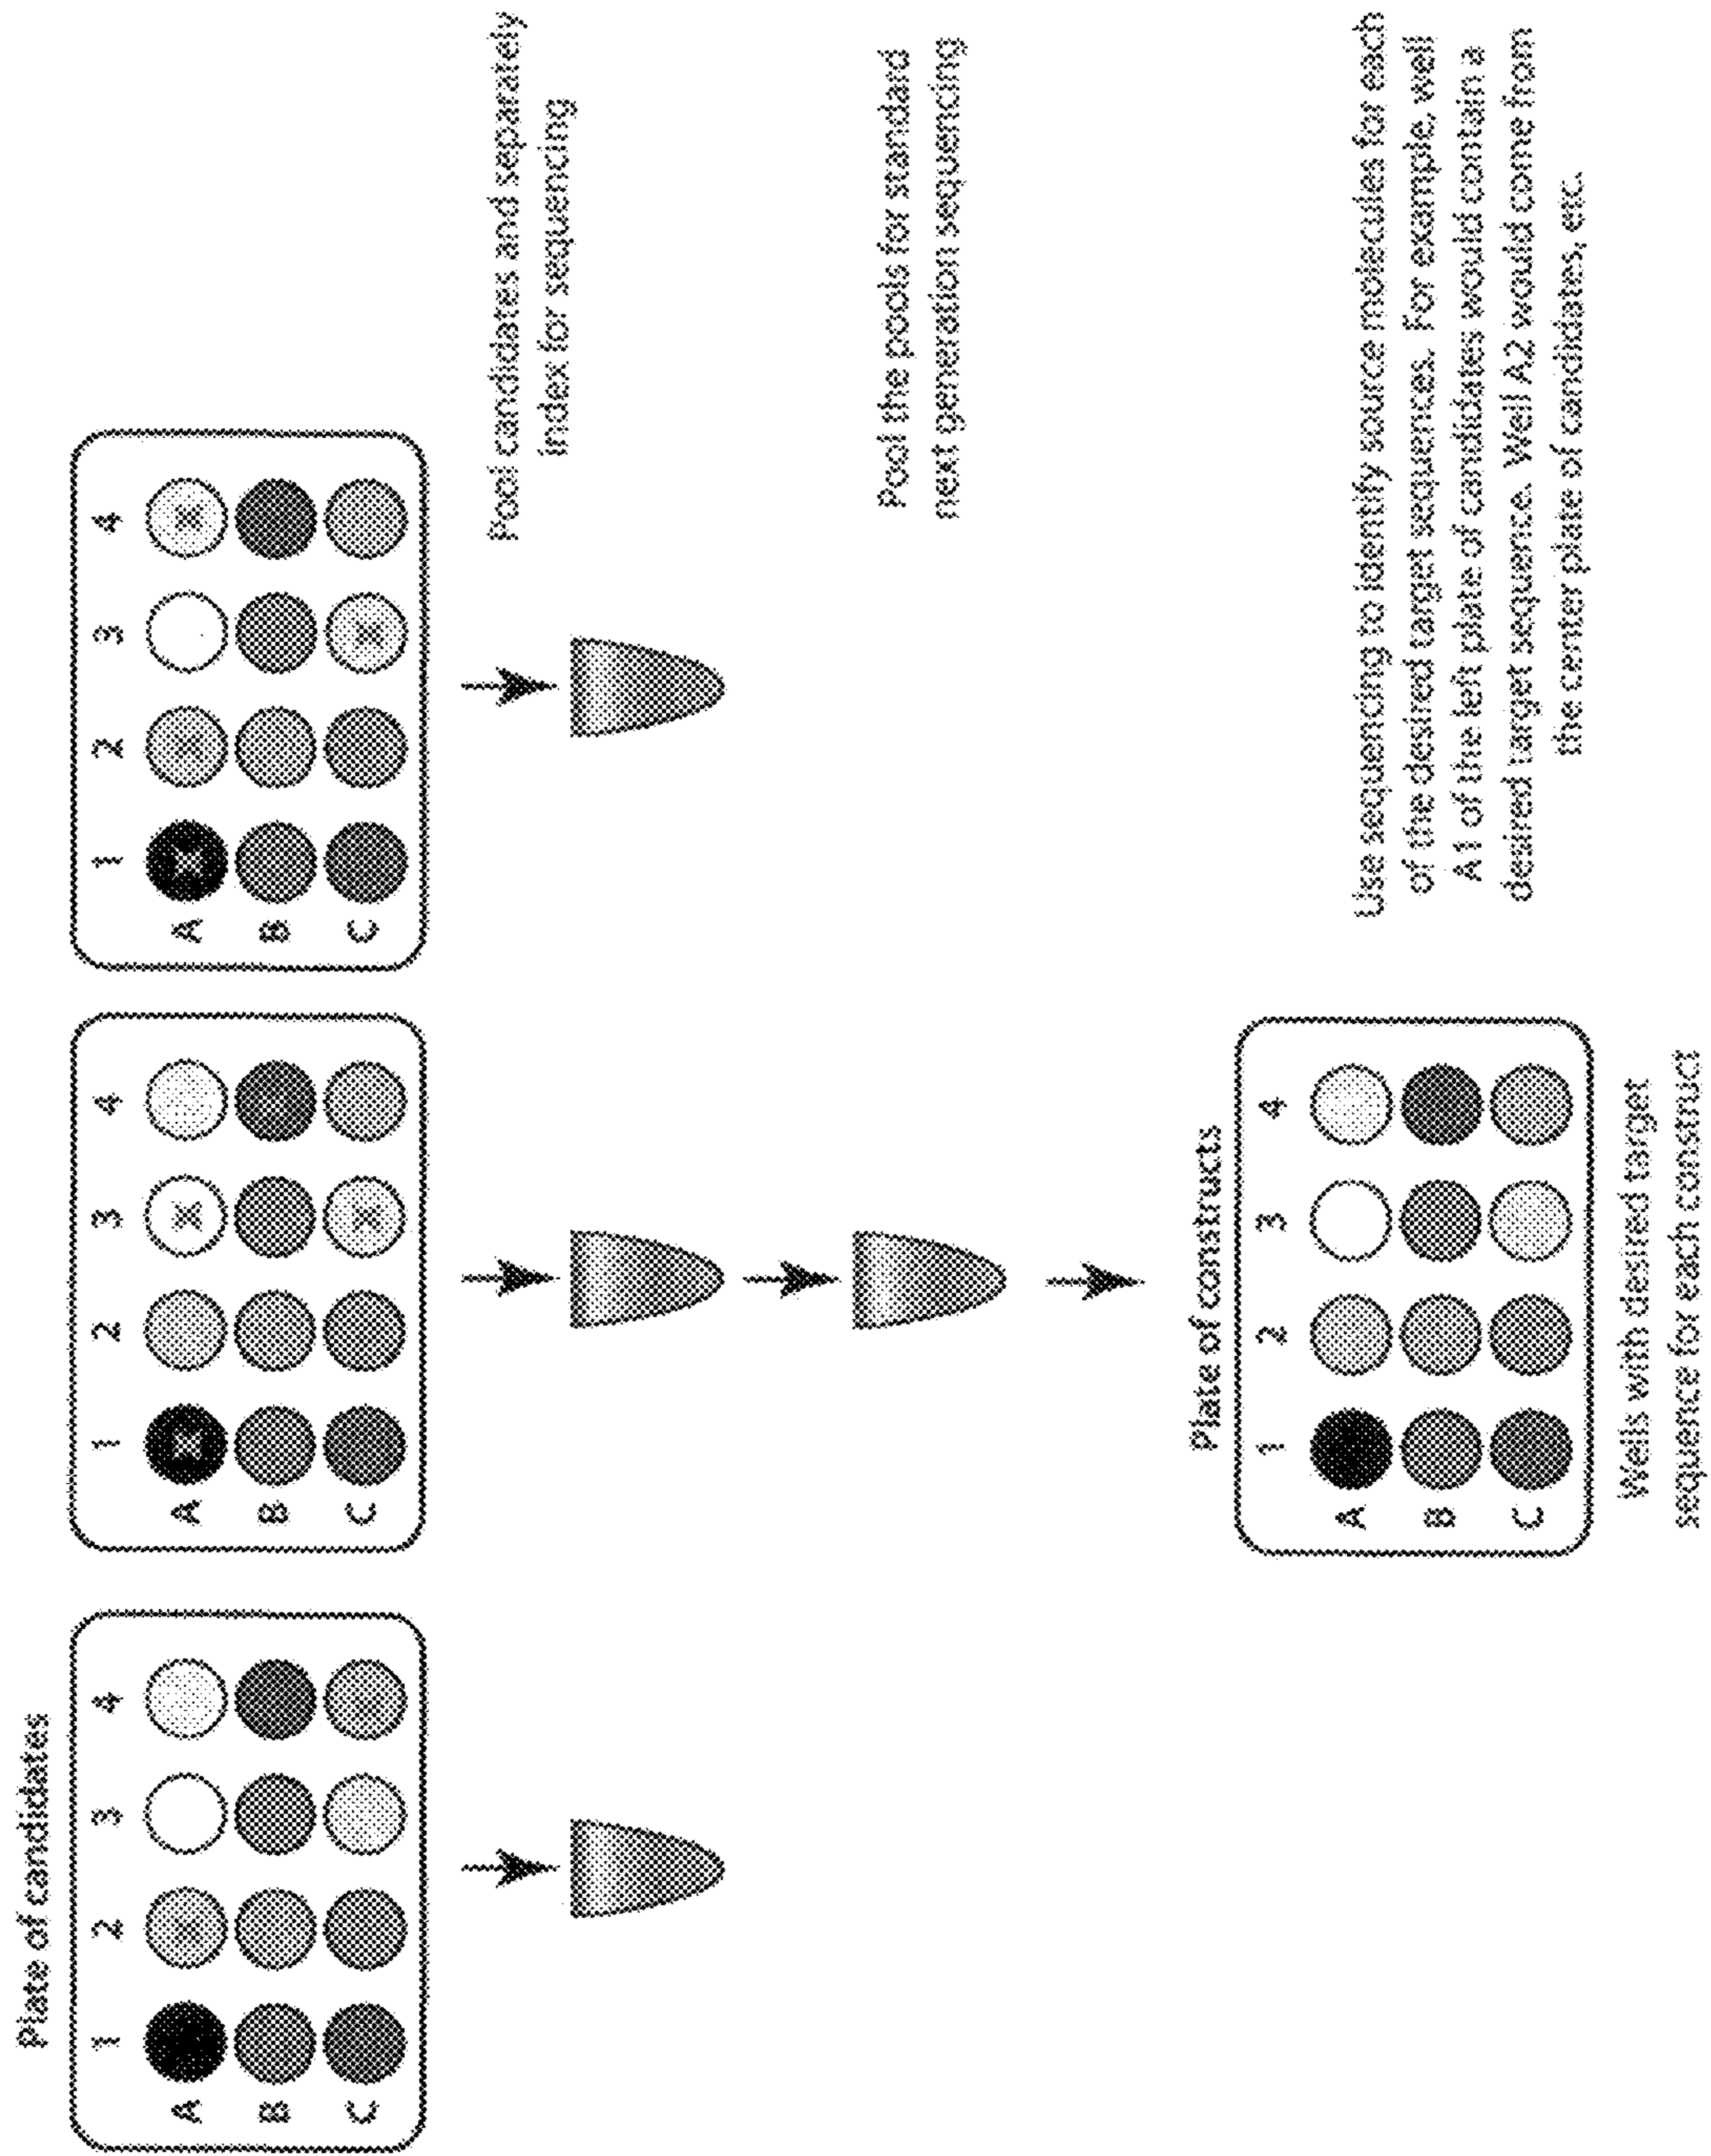 Plate of candidates
1 2 3 4
A x
B
C x
1 2 3 4
A x x
B
C x
1 2 3 4
A x x x
B
C x
Pool candidates and separately
index for sequencing
Pool the pools for standard
next generation sequencing
Plate of constructs
1 2 3 4
A
B
C
Wells with desired target
sequence for each construct
Use sequencing to identify source molecules for each
of the desired target sequences. For example, well
A1 of the left plate of candidates would contain a
desired target sequence. Well A2 would come from
the center plate of candidates, etc.